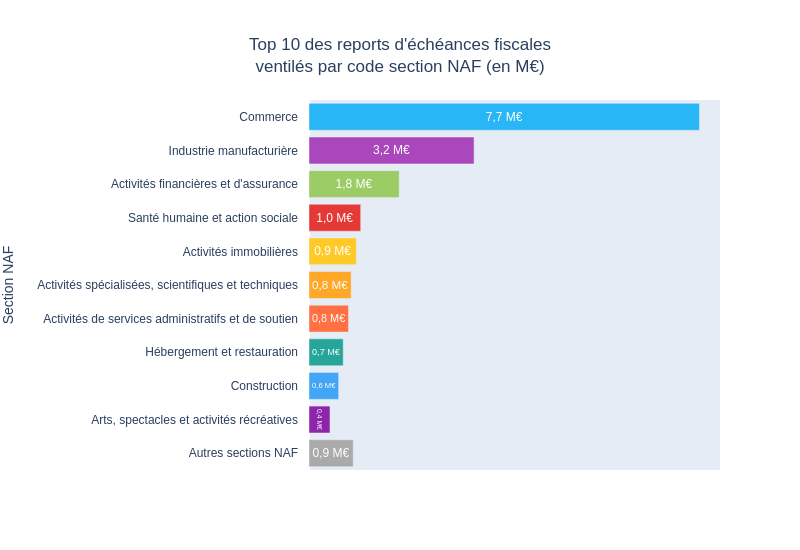 Top 10 des reports d'échéances fiscales
ventilés par code section NAF (en M€)
Section NAF
Commerce 7,7 M€
Industrie manufacturière 3,2 M€
Activités financières et d'assurance 1,8 M€
Santé humaine et action sociale 1,0 M€
Activités immobilières 0,9 M€
Activités spécialisées, scientifiques et techniques 0,8 M€
Activités de services administratifs et de soutien 0,8 M€
Hébergement et restauration 0,7 M€
Construction 0,6 M€
Arts, spectacles et activités récréatives 0,4 M€
Autres sections NAF 0,9 M€